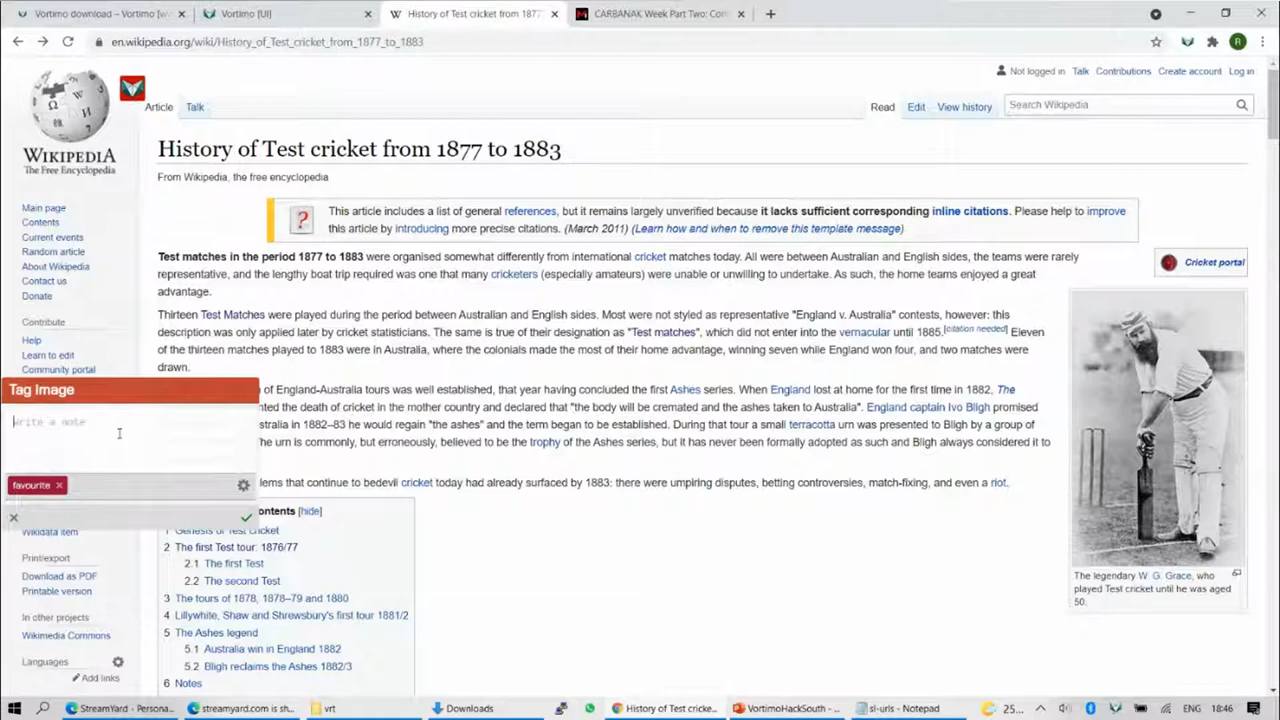 Vortimo download – Vortimo [ww
Vortimo [UI]
History of Test cricket from 1877
CARBANAK Week Part Two: Con
en.wikipedia.org/wiki/History_of_Test_cricket_from_1877_to_1883
R
Not logged in Talk Contributions Create account Log in
Article Talk
Read Edit View history
Search Wikipedia
WIKIPEDIA
The Free Encyclopedia
History of Test cricket from 1877 to 1883
From Wikipedia, the free encyclopedia
This article includes a list of general references, but it remains largely unverified because it lacks sufficient corresponding inline citations. Please help to improve
this article by introducing more precise citations. (March 2011) (Learn how and when to remove this template message)
Main page
Contents
Current events
Random article
About Wikipedia
Contact us
Donate
Contribute
Help
Learn to edit
Community portal
Test matches in the period 1877 to 1883 were organised somewhat differently from international cricket matches today. All were between Australian and English sides, the teams were rarely
representative, and the lengthy boat trip required was one that many cricketers (especially amateurs) were unable or unwilling to undertake. As such, the home teams enjoyed a great
advantage.
Cricket portal
Thirteen Test Matches were played during the period between Australian and English sides. Most were not styled as representative "England v. Australia" contests, however: this
description was only applied later by cricket statisticians. The same is true of their designation as "Test matches", which did not enter into the vernacular until 1885.[citation needed] Eleven
of the thirteen matches played to 1883 were in Australia, where the colonials made the most of their home advantage, winning seven while England won four, and two matches were
drawn.
of England-Australia tours was well established, that year having concluded the first Ashes series. When England lost at home for the first time in 1882, The
nted the death of cricket in the mother country and declared that "the body will be cremated and the ashes taken to Australia". England captain Ivo Bligh promised
stralia in 1882–83 he would regain "the ashes" and the term began to be established. During that tour a small terracotta urn was presented to Bligh by a group of
he urn is commonly, but erroneously, believed to be the trophy of the Ashes series, but it has never been formally adopted as such and Bligh always considered it to
lems that continue to bedevil cricket today had already surfaced by 1883: there were umpiring disputes, betting controversies, match-fixing, and even a riot.
Tag Image
Write a note
favourite ×
Wikidata item
Print/export
Download as PDF
Printable version
In other projects
Wikimedia Commons
Languages
Add links
ontents [hide]
1 Genesis of Test cricket
2 The first Test tour: 1876/77
2.1 The first Test
2.2 The second Test
3 The tours of 1878, 1878–79 and 1880
4 Lillywhite, Shaw and Shrewsbury's first tour 1881/2
5 The Ashes legend
5.1 Australia win in England 1882
5.2 Bligh reclaims the Ashes 1882/3
6 Notes
The legendary W. G. Grace, who
played Test cricket until he was aged
50.
StreamYard - Persona...
streamyard.com is sh...
vrt
Downloads
History of Test cricke...
VortimoHackSouth - ...
sl-urls - Notepad
25...
ENG
18:46